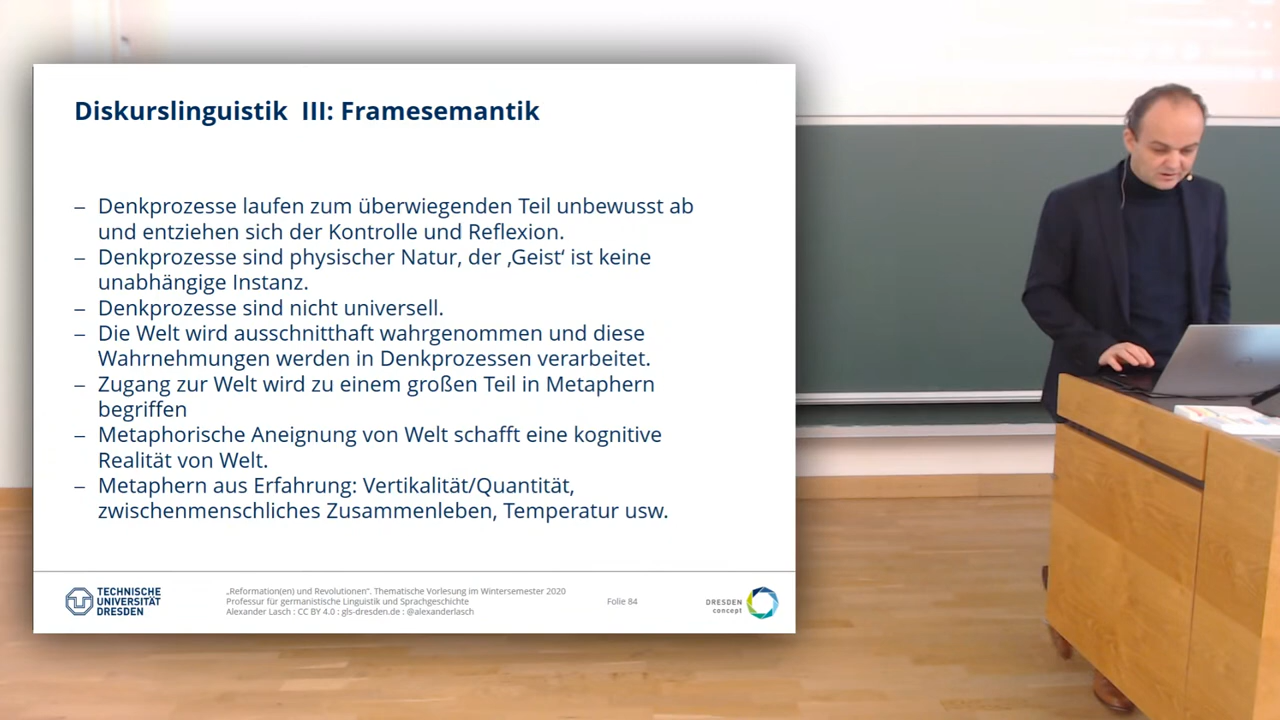 Diskurslinguistik III: Framesemantik
– Denkprozesse laufen zum überwiegenden Teil unbewusst ab
und entziehen sich der Kontrolle und Reflexion.
– Denkprozesse sind physischer Natur, der ‚Geist‘ ist keine
unabhängige Instanz.
– Denkprozesse sind nicht universell.
– Die Welt wird ausschnitthaft wahrgenommen und diese
Wahrnehmungen werden in Denkprozessen verarbeitet.
– Zugang zur Welt wird zu einem großen Teil in Metaphern
begriffen
– Metaphorische Aneignung von Welt schafft eine kognitive
Realität von Welt.
– Metaphern aus Erfahrung: Vertikalität/Quantität,
zwischenmenschliches Zusammenleben, Temperatur usw.
TECHNISCHE
UNIVERSITÄT
DRESDEN
„Reformation(en) und Revolutionen“. Thematische Vorlesung im Wintersemester 2020
Professur für germanistische Linguistik und Sprachgeschichte
Alexander Lasch : CC BY 4.0 : gls-dresden.de : @alexanderlasch
Folie 84
DRESDEN
concept